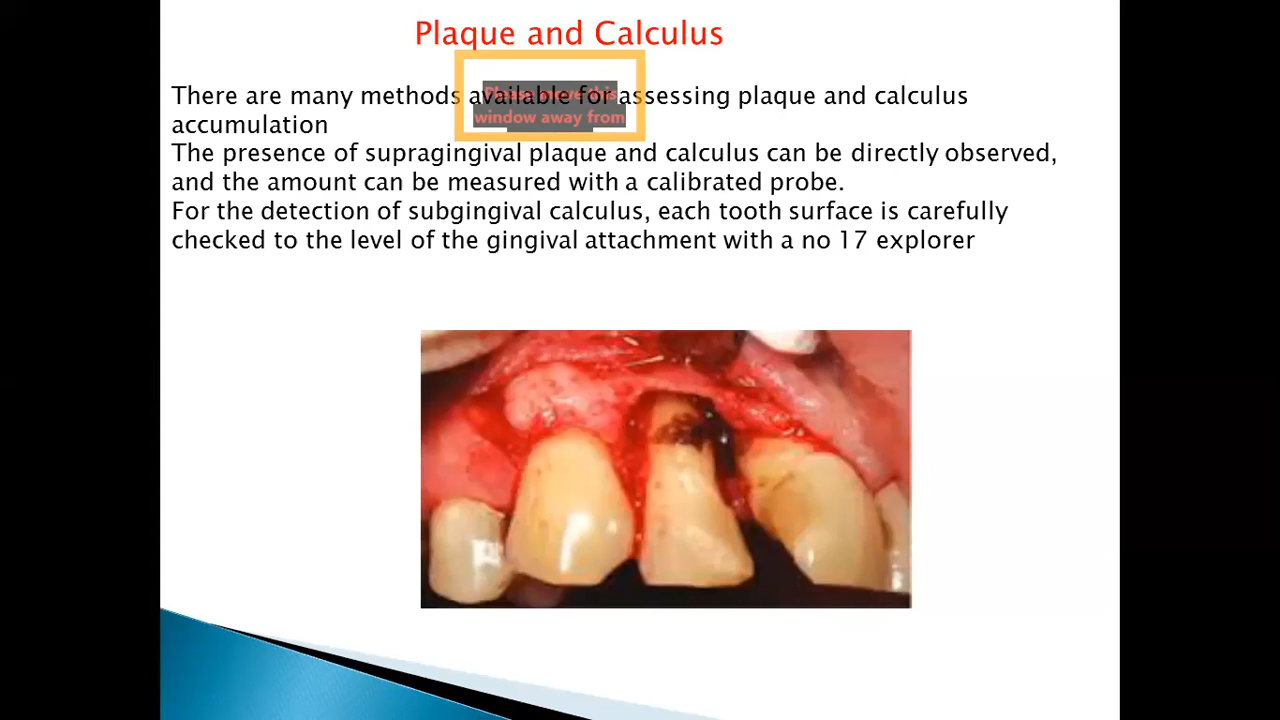 Plaque and Calculus
There are many methods available for assessing plaque and calculus
accumulation
The presence of supragingival plaque and calculus can be directly observed,
and the amount can be measured with a calibrated probe.
For the detection of subgingival calculus, each tooth surface is carefully
checked to the level of the gingival attachment with a no 17 explorer
Please move this
window away from